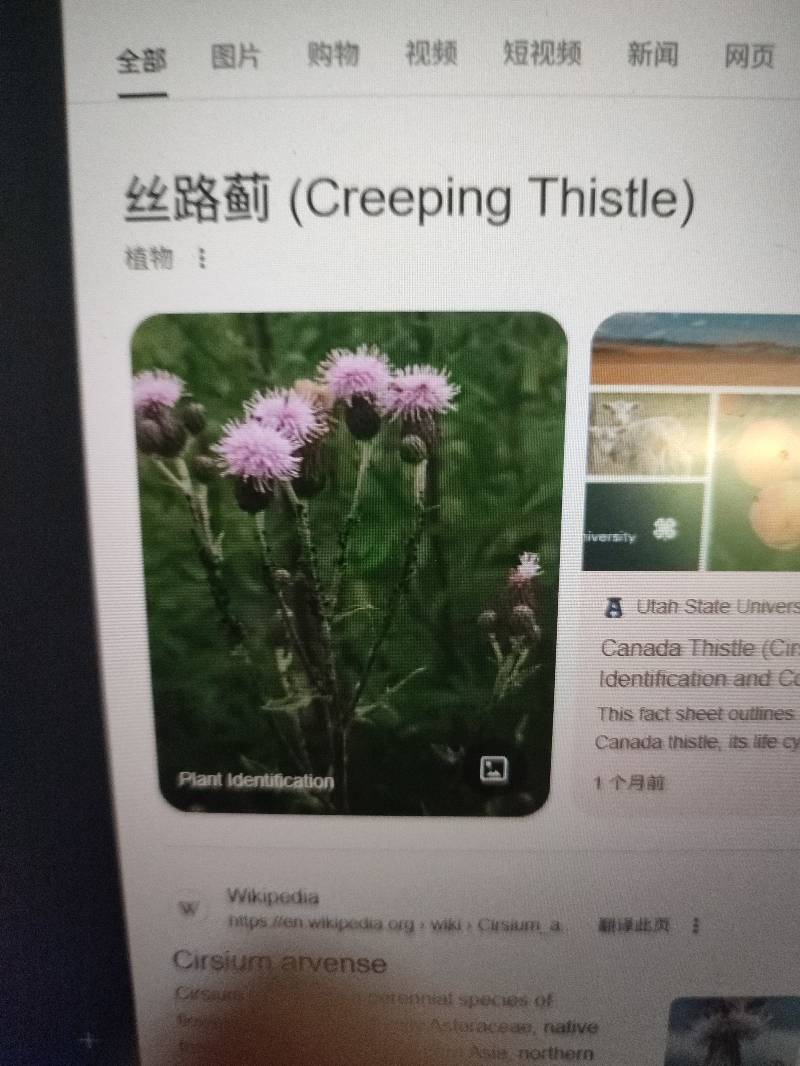 全部 图片 购物 视频 短视频 新闻 网页
丝路蓟 (Creeping Thistle)
植物
Plant Identification
iversity
Utah State Univers
Canada Thistle (Cir
Identification and Co
This fact sheet outlines
Canada thistle, its life cy
1 个月前
W
Wikipedia
https://en.wikipedia.org › wiki › Cirsium_a...
翻译此页
Cirsium arvense
Cirsium perennial species of
Asteraceae, native
Asia, northern